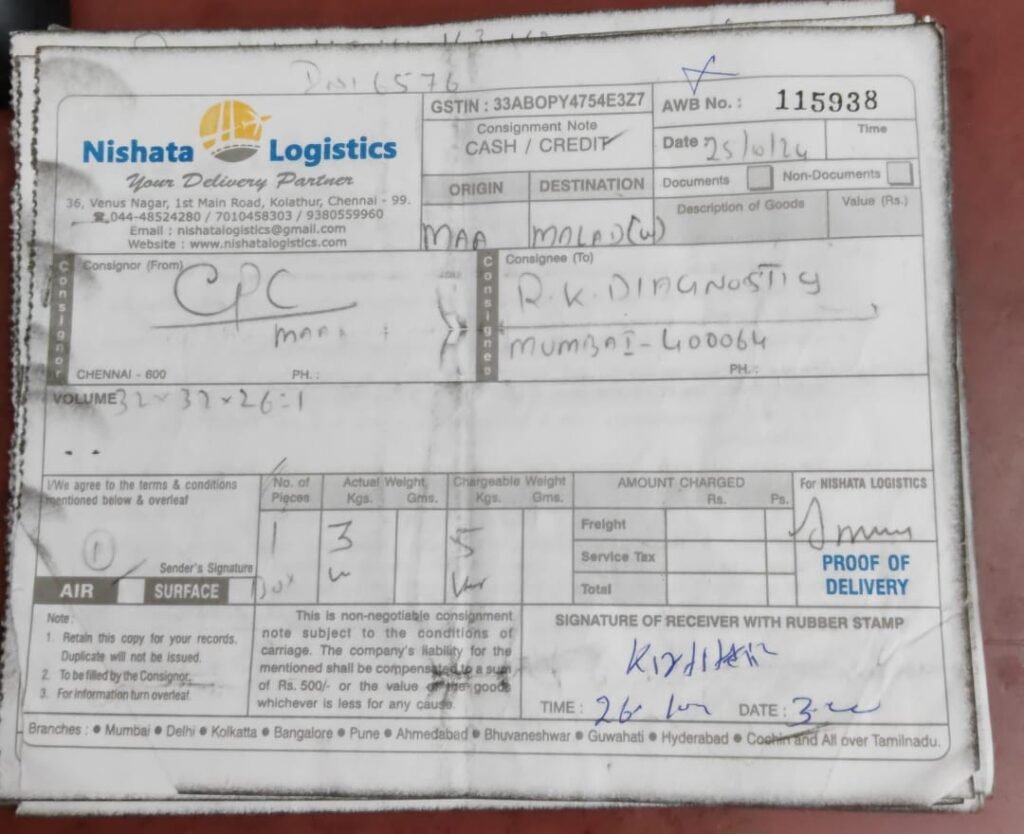 Nishata Logistics
Your Delivery Partner
36, Venus Nagar, 1st Main Road, Kolathur, Chennai - 99.
☎044-48524280 / 7010458303 / 9380559960
Email : nishatalogistics@gmail.com
Website : www.nishatalogistics.com
GSTIN : 33ABOPY4754E3Z7
Consignment Note
CASH / CREDIT
AWB No. : 115938
Date 25/10/24
Time
Documents
Non-Documents
ORIGIN
DESTINATION
Description of Goods
Value (Rs.)
MAA
MALAD(W)
Consignor
Consignor (From)
CPC
MAA
CHENNAI - 600
PH. :
Consignee
Consignee (To)
R.K. DIAGNOSTIC
MUMBAI - 400064
PH. :
VOLUME 32 x 32 x 26 = 1
I/We agree to the terms & conditions
mentioned below & overleaf
1
Sender's Signature
AIR
SURFACE
No. of Pieces
Actual Weight
Kgs. Gms.
Chargeable Weight
Kgs. Gms.
1
3
5
AMOUNT CHARGED
Rs. Ps.
Freight
Service Tax
Total
For NISHATA LOGISTICS
PROOF OF
DELIVERY
Note :
1. Retain this copy for your records.
Duplicate will not be issued.
2. To be filled by the Consignor.
3. For information turn overleaf.
This is non-negotiable consignment
note subject to the conditions of
carriage. The company's liability for the
mentioned shall be compensated to a sum
of Rs. 500/- or the value of the goods
whichever is less for any cause.
SIGNATURE OF RECEIVER WITH RUBBER STAMP
TIME : 26
DATE :
Branches : ● Mumbai ● Delhi ● Kolkatta ● Bangalore ● Pune ● Ahmedabad ● Bhuvaneshwar ● Guwahati ● Hyderabad ● Cochin and All over Tamilnadu.